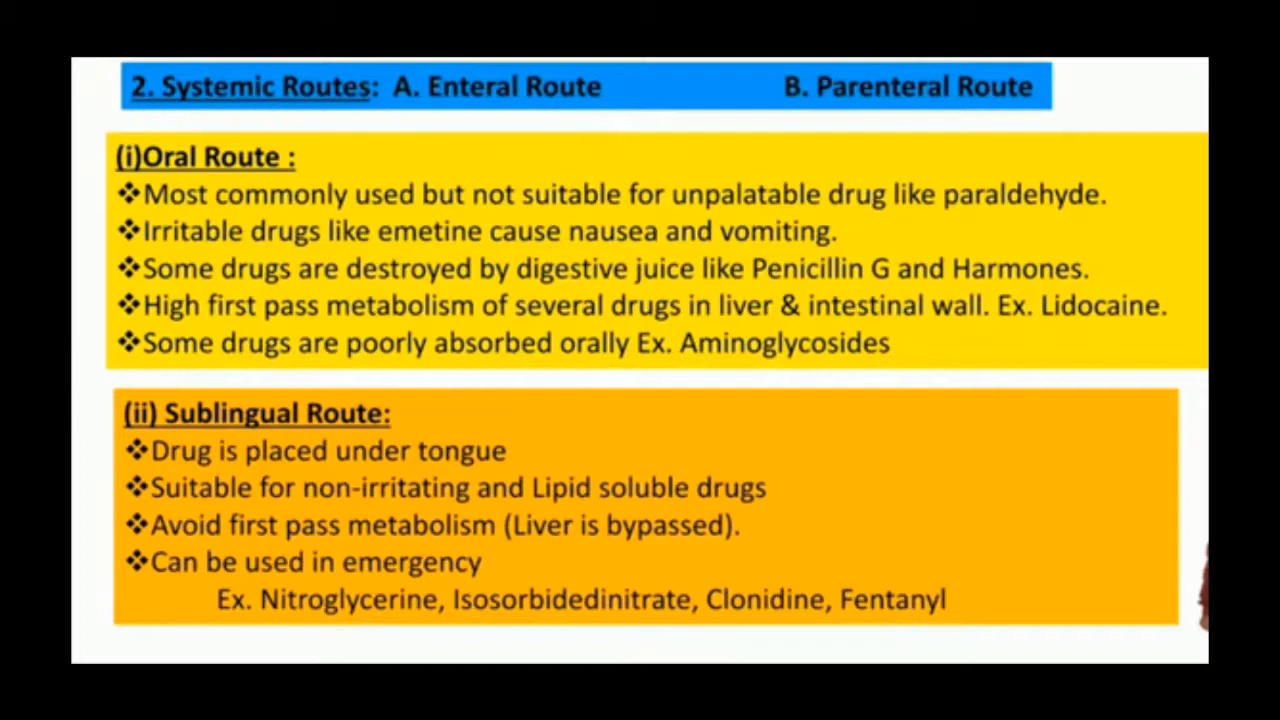 2. Systemic Routes: A. Enteral Route B. Parenteral Route
(i)Oral Route :
❖Most commonly used but not suitable for unpalatable drug like paraldehyde.
❖Irritable drugs like emetine cause nausea and vomiting.
❖Some drugs are destroyed by digestive juice like Penicillin G and Harmones.
❖High first pass metabolism of several drugs in liver & intestinal wall. Ex. Lidocaine.
❖Some drugs are poorly absorbed orally Ex. Aminoglycosides
(ii) Sublingual Route:
❖Drug is placed under tongue
❖Suitable for non-irritating and Lipid soluble drugs
❖Avoid first pass metabolism (Liver is bypassed).
❖Can be used in emergency
Ex. Nitroglycerine, Isosorbidedinitrate, Clonidine, Fentanyl